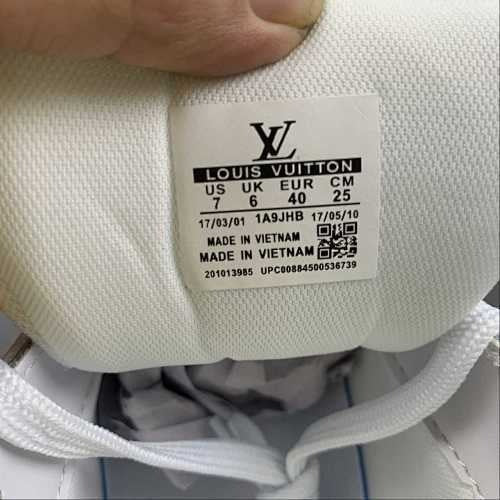 LV
LOUIS VUITTON
US UK EUR CM
7 6 40 25
17/03/01 1A9JHB 17/05/10
MADE IN VIETNAM
MADE IN VIETNAM
201013985 UPC00884500536739